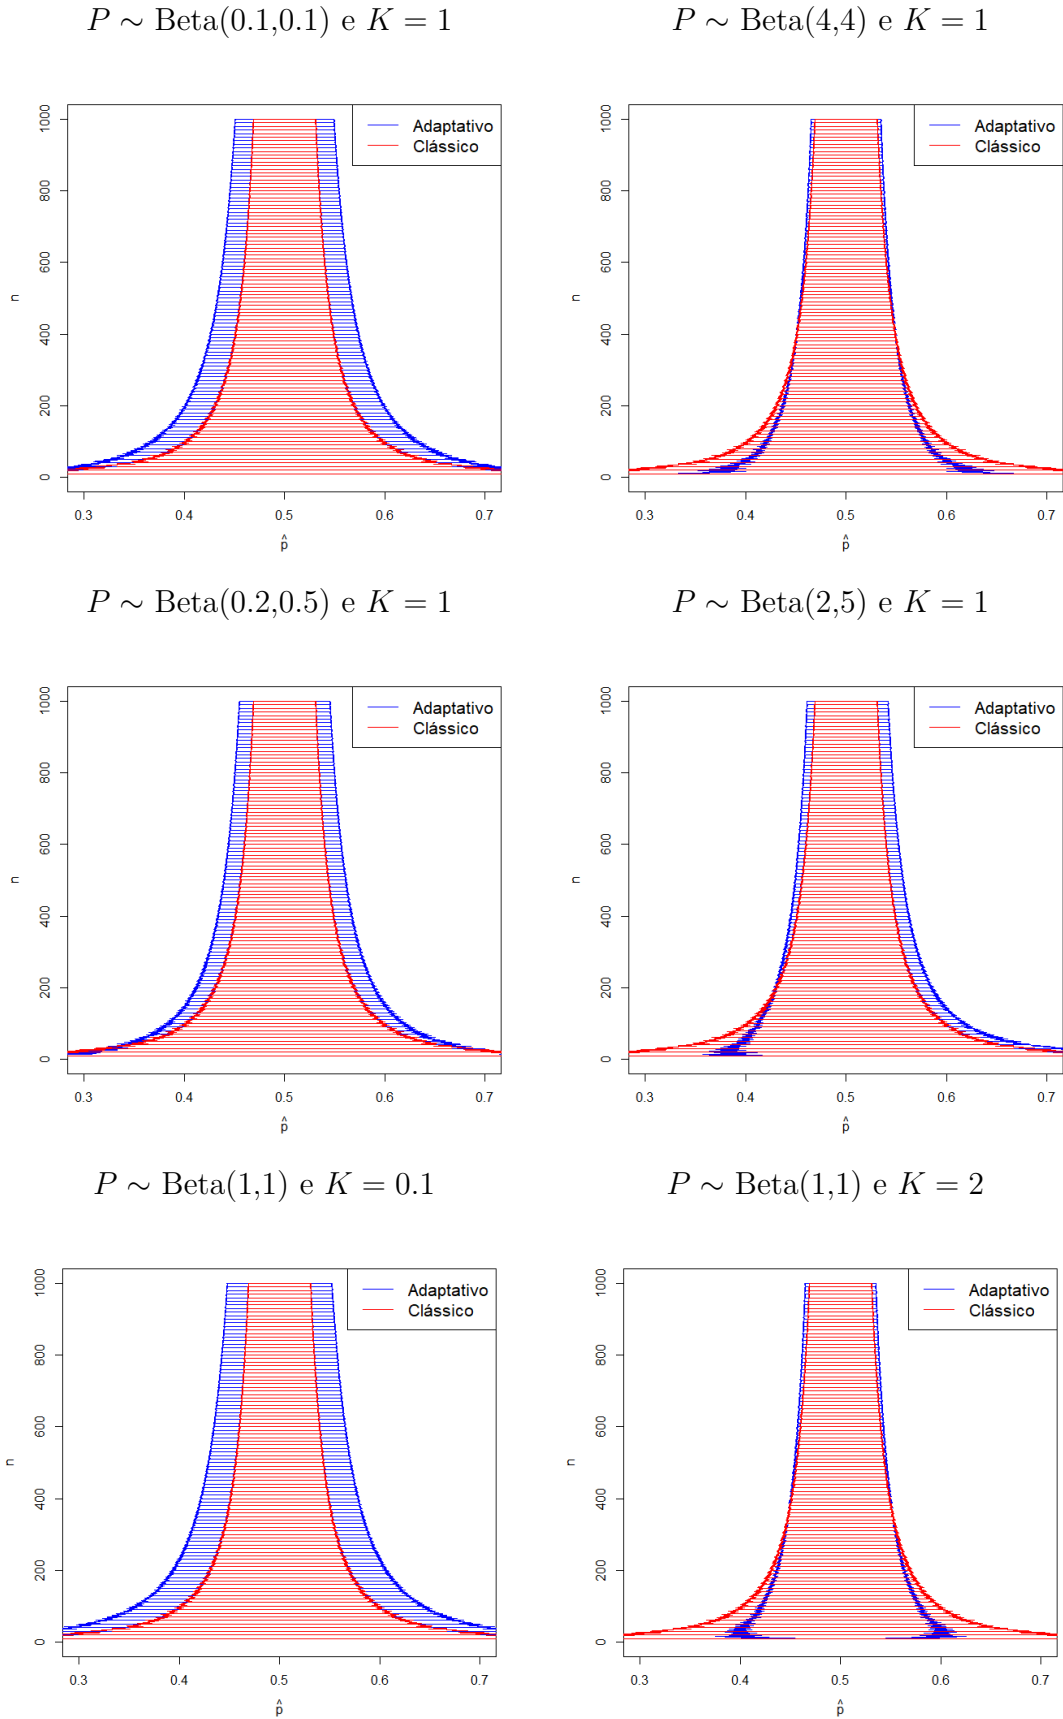 P ∼ Beta(0.1,0.1) e K = 1
P ∼ Beta(4,4) e K = 1
Adaptativo
Clássico
n
0 200 400 600 800 1000
0.3 0.4 0.5 0.6 0.7
p̂
Adaptativo
Clássico
n
0 200 400 600 800 1000
0.3 0.4 0.5 0.6 0.7
p̂
P ∼ Beta(0.2,0.5) e K = 1
P ∼ Beta(2,5) e K = 1
Adaptativo
Clássico
n
0 200 400 600 800 1000
0.3 0.4 0.5 0.6 0.7
p̂
Adaptativo
Clássico
n
0 200 400 600 800 1000
0.3 0.4 0.5 0.6 0.7
p̂
P ∼ Beta(1,1) e K = 0.1
P ∼ Beta(1,1) e K = 2
Adaptativo
Clássico
n
0 200 400 600 800 1000
0.3 0.4 0.5 0.6 0.7
p̂
Adaptativo
Clássico
n
0 200 400 600 800 1000
0.3 0.4 0.5 0.6 0.7
p̂